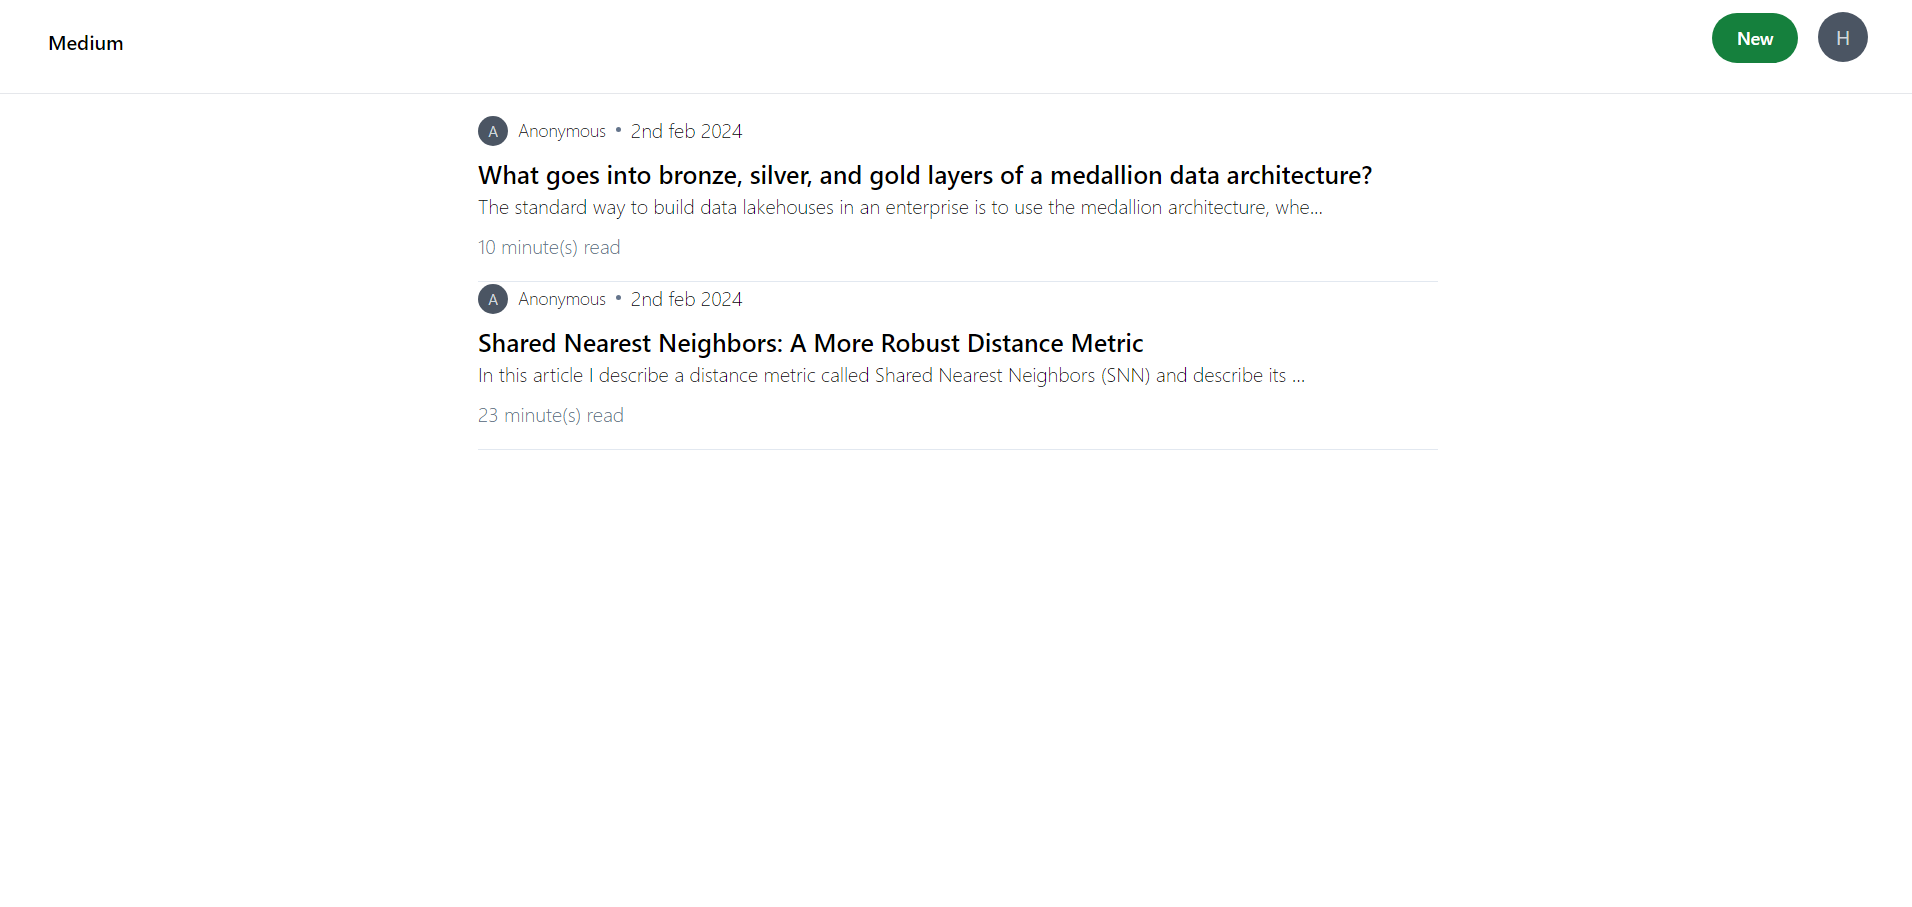 Medium
New
H
A Anonymous • 2nd feb 2024
What goes into bronze, silver, and gold layers of a medallion data architecture?
The standard way to build data lakehouses in an enterprise is to use the medallion architecture, whe...
10 minute(s) read
A Anonymous • 2nd feb 2024
Shared Nearest Neighbors: A More Robust Distance Metric
In this article I describe a distance metric called Shared Nearest Neighbors (SNN) and describe its ...
23 minute(s) read